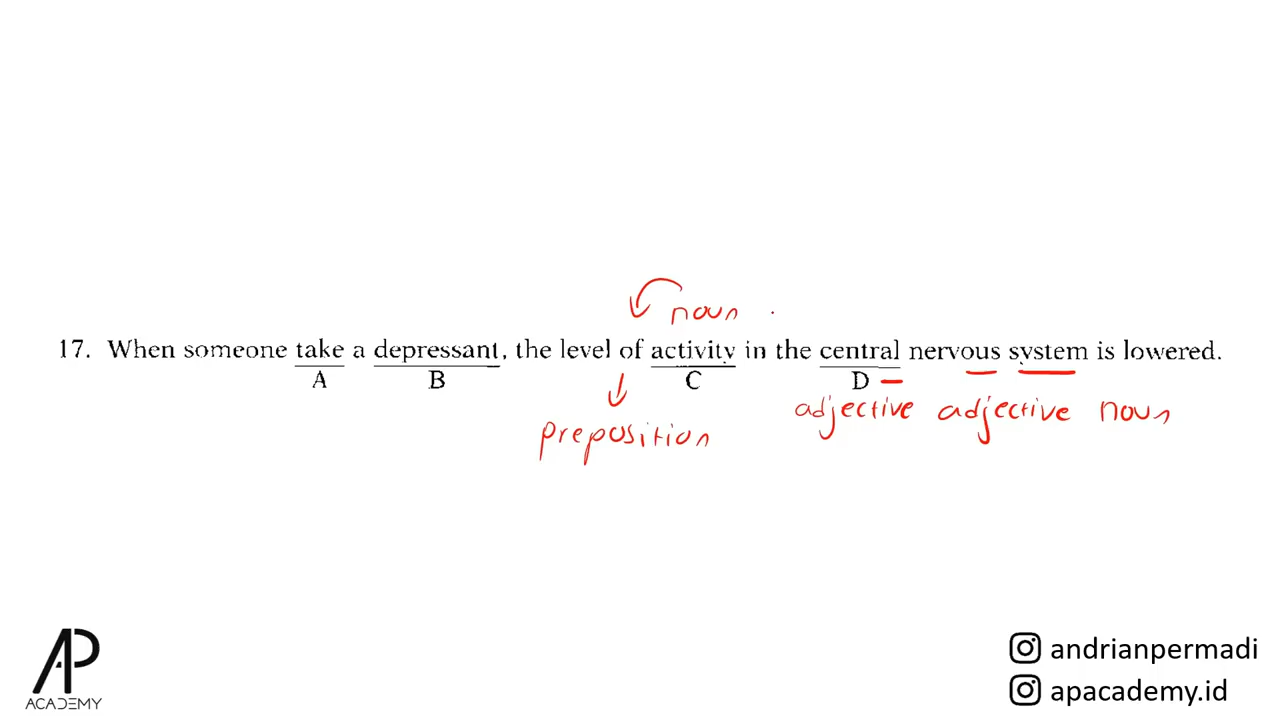 noun
17. When someone take a depressant, the level of activity in the central nervous system is lowered.
A B C D
adjective adjective noun
preposition
AP
ACADEMY
andrianpermadi
apacademy.id